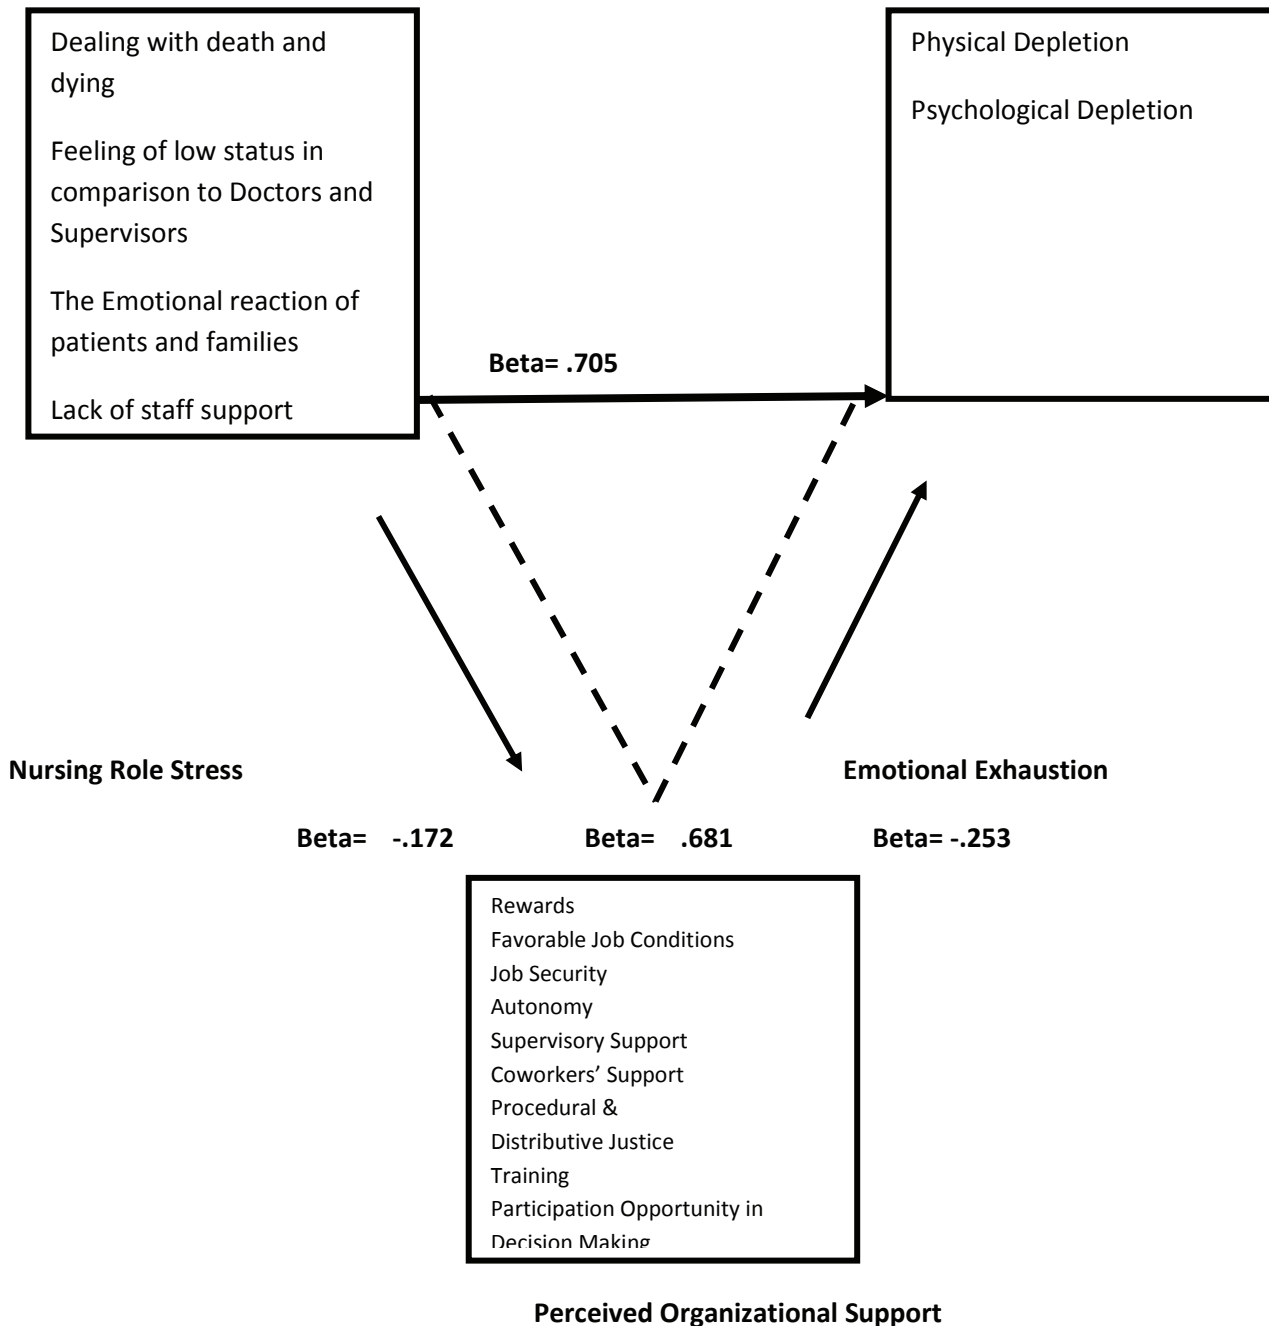 Dealing with death and
dying
Feeling of low status in
comparison to Doctors and
Supervisors
The Emotional reaction of
patients and families
Lack of staff support
Physical Depletion
Psychological Depletion
Beta= .705
Nursing Role Stress
Emotional Exhaustion
Beta= -.172
Beta= .681
Beta= -.253
Rewards
Favorable Job Conditions
Job Security
Autonomy
Supervisory Support
Coworkers’ Support
Procedural &
Distributive Justice
Training
Participation Opportunity in
Decision Making
Perceived Organizational Support